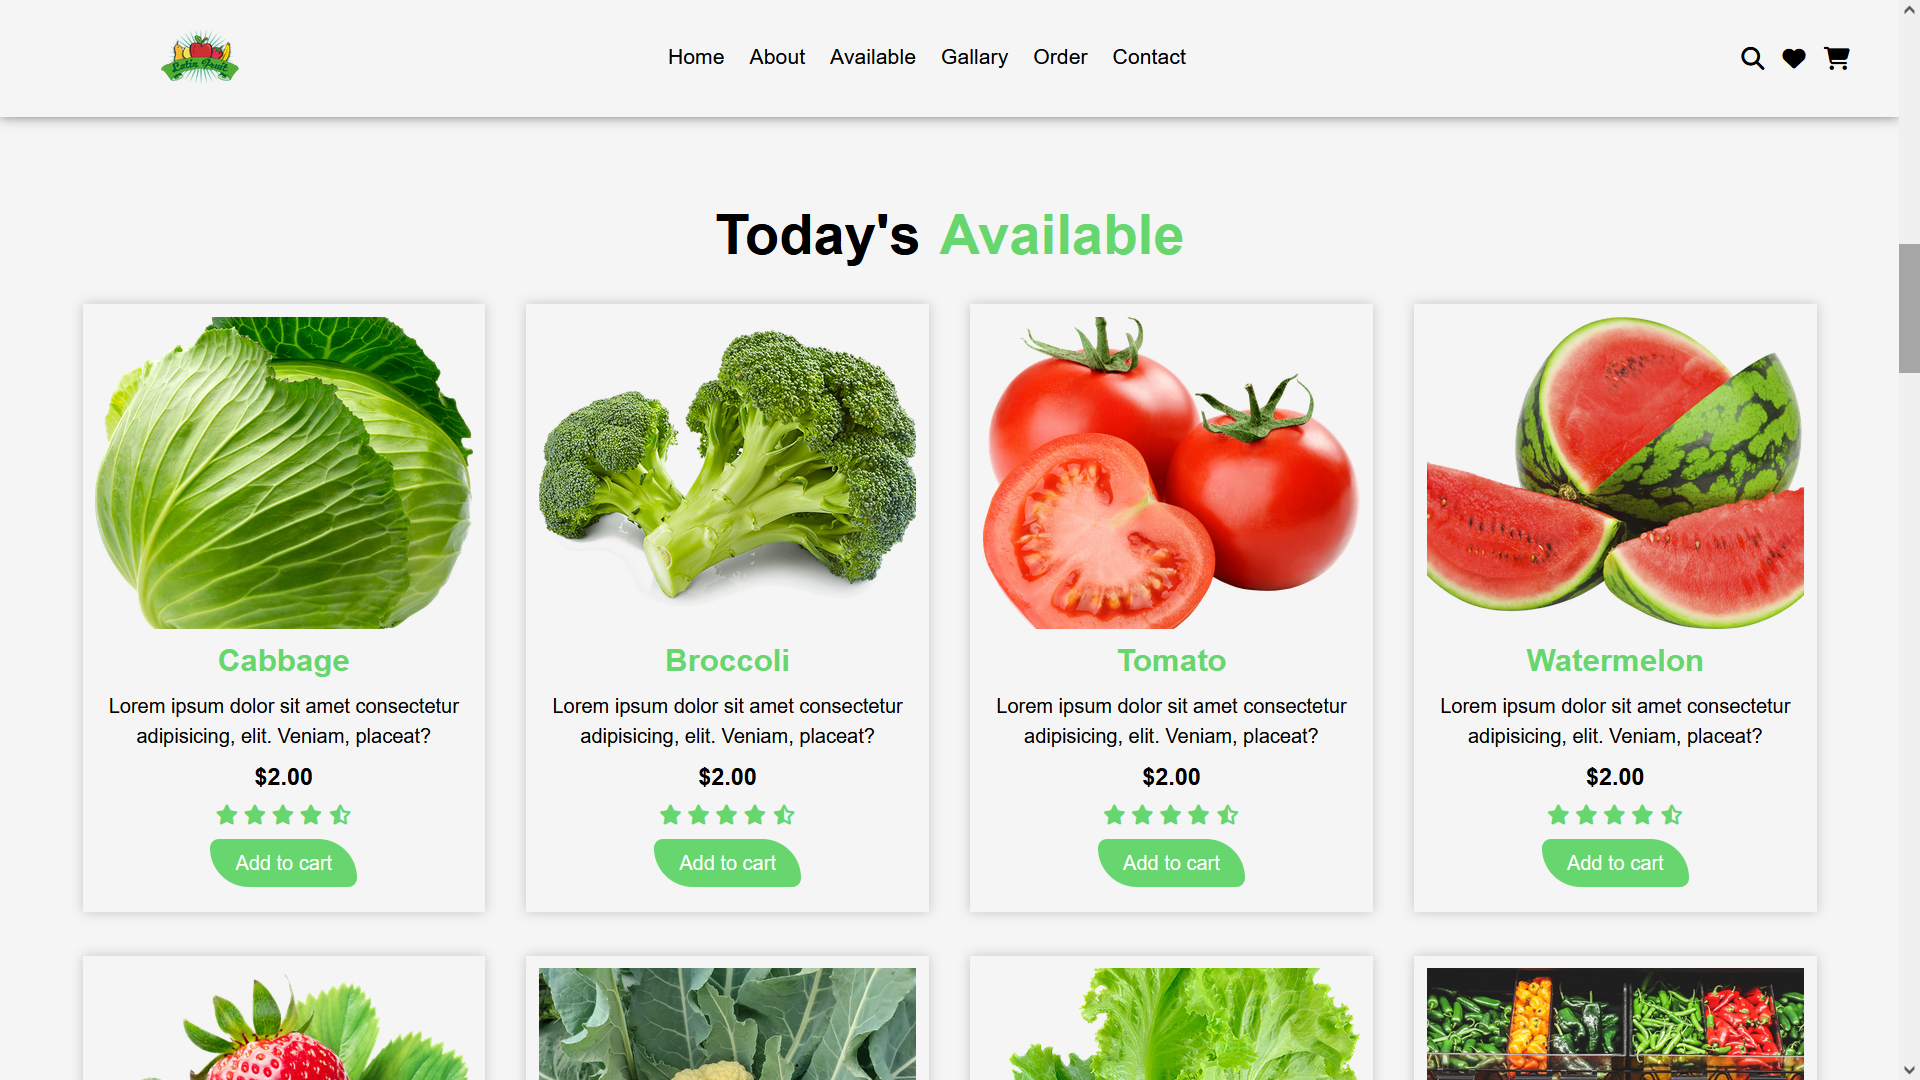 Latin Fruit
Home About Available Gallary Order Contact
Today's Available
Cabbage
Lorem ipsum dolor sit amet consectetur
adipisicing, elit. Veniam, placeat?
$2.00
Add to cart
Broccoli
Lorem ipsum dolor sit amet consectetur
adipisicing, elit. Veniam, placeat?
$2.00
Add to cart
Tomato
Lorem ipsum dolor sit amet consectetur
adipisicing, elit. Veniam, placeat?
$2.00
Add to cart
Watermelon
Lorem ipsum dolor sit amet consectetur
adipisicing, elit. Veniam, placeat?
$2.00
Add to cart